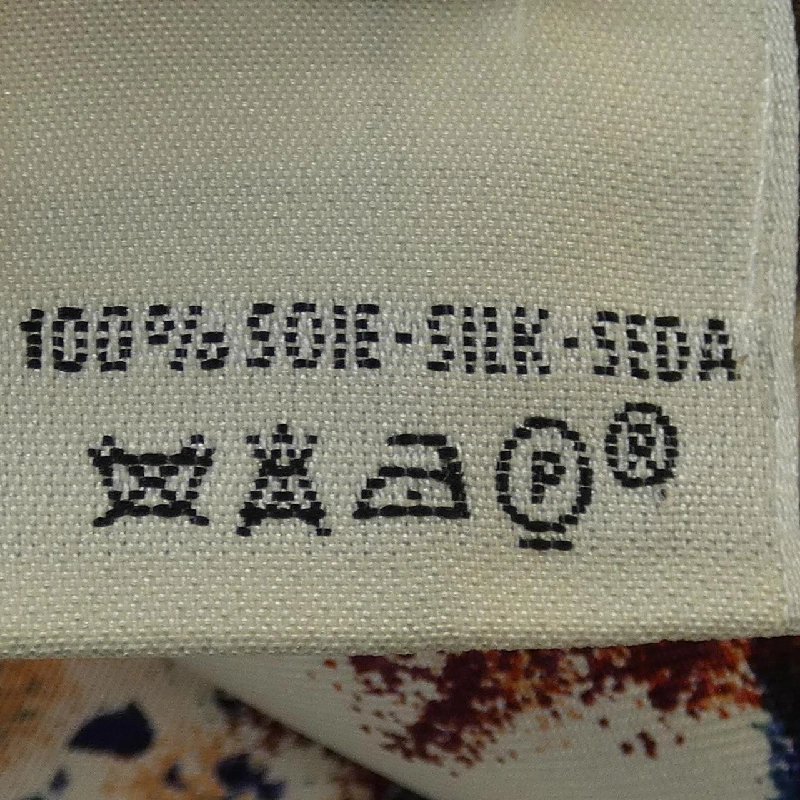 100% SOIE · SILK · SEDA
P ®